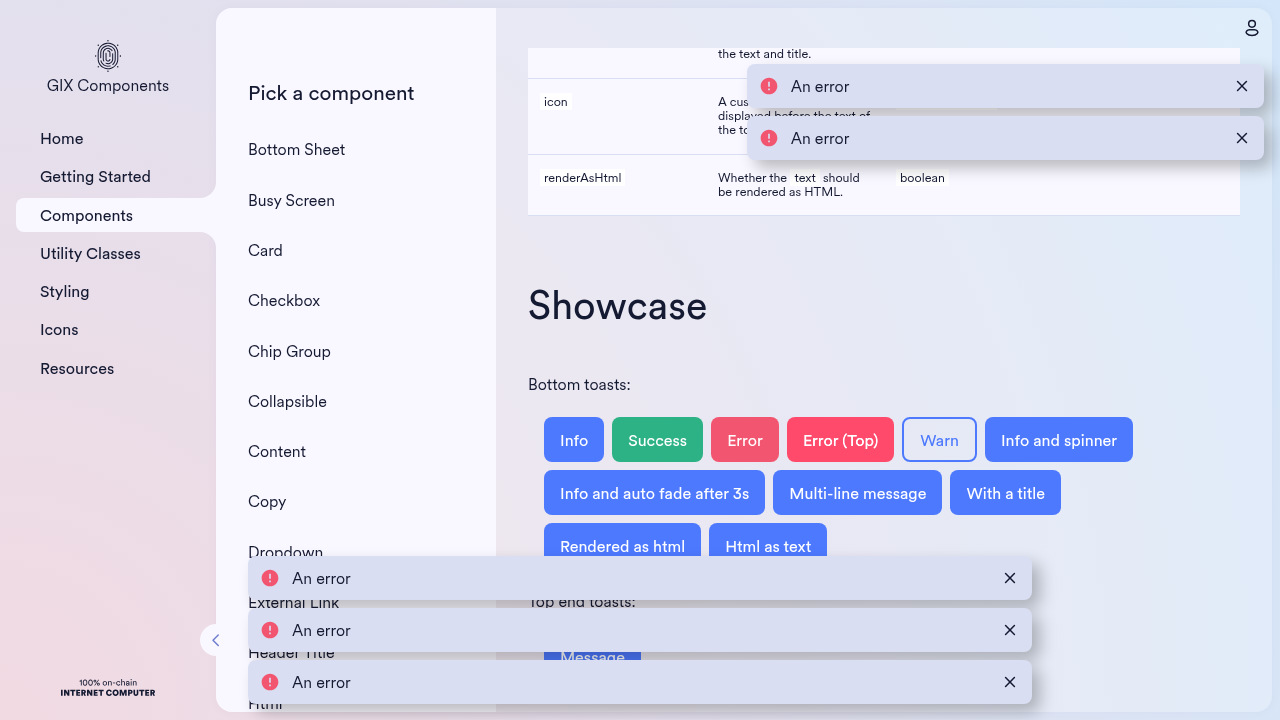 GIX Components
Home
Getting Started
Components
Utility Classes
Styling
Icons
Resources
100% on-chain
INTERNET COMPUTER
Pick a component
Bottom Sheet
Busy Screen
Card
Checkbox
Chip Group
Collapsible
Content
Copy
Dropdown
External Link
Header Title
Html
the text and title.
icon
A cus
displayed before the text of
the to
renderAsHtml
Whether the text should
be rendered as HTML.
boolean
An error
An error
Showcase
Bottom toasts:
Info
Success
Error
Error (Top)
Warn
Info and spinner
Info and auto fade after 3s
Multi-line message
With a title
Rendered as html
Html as text
Top end toasts:
Message
An error
An error
An error